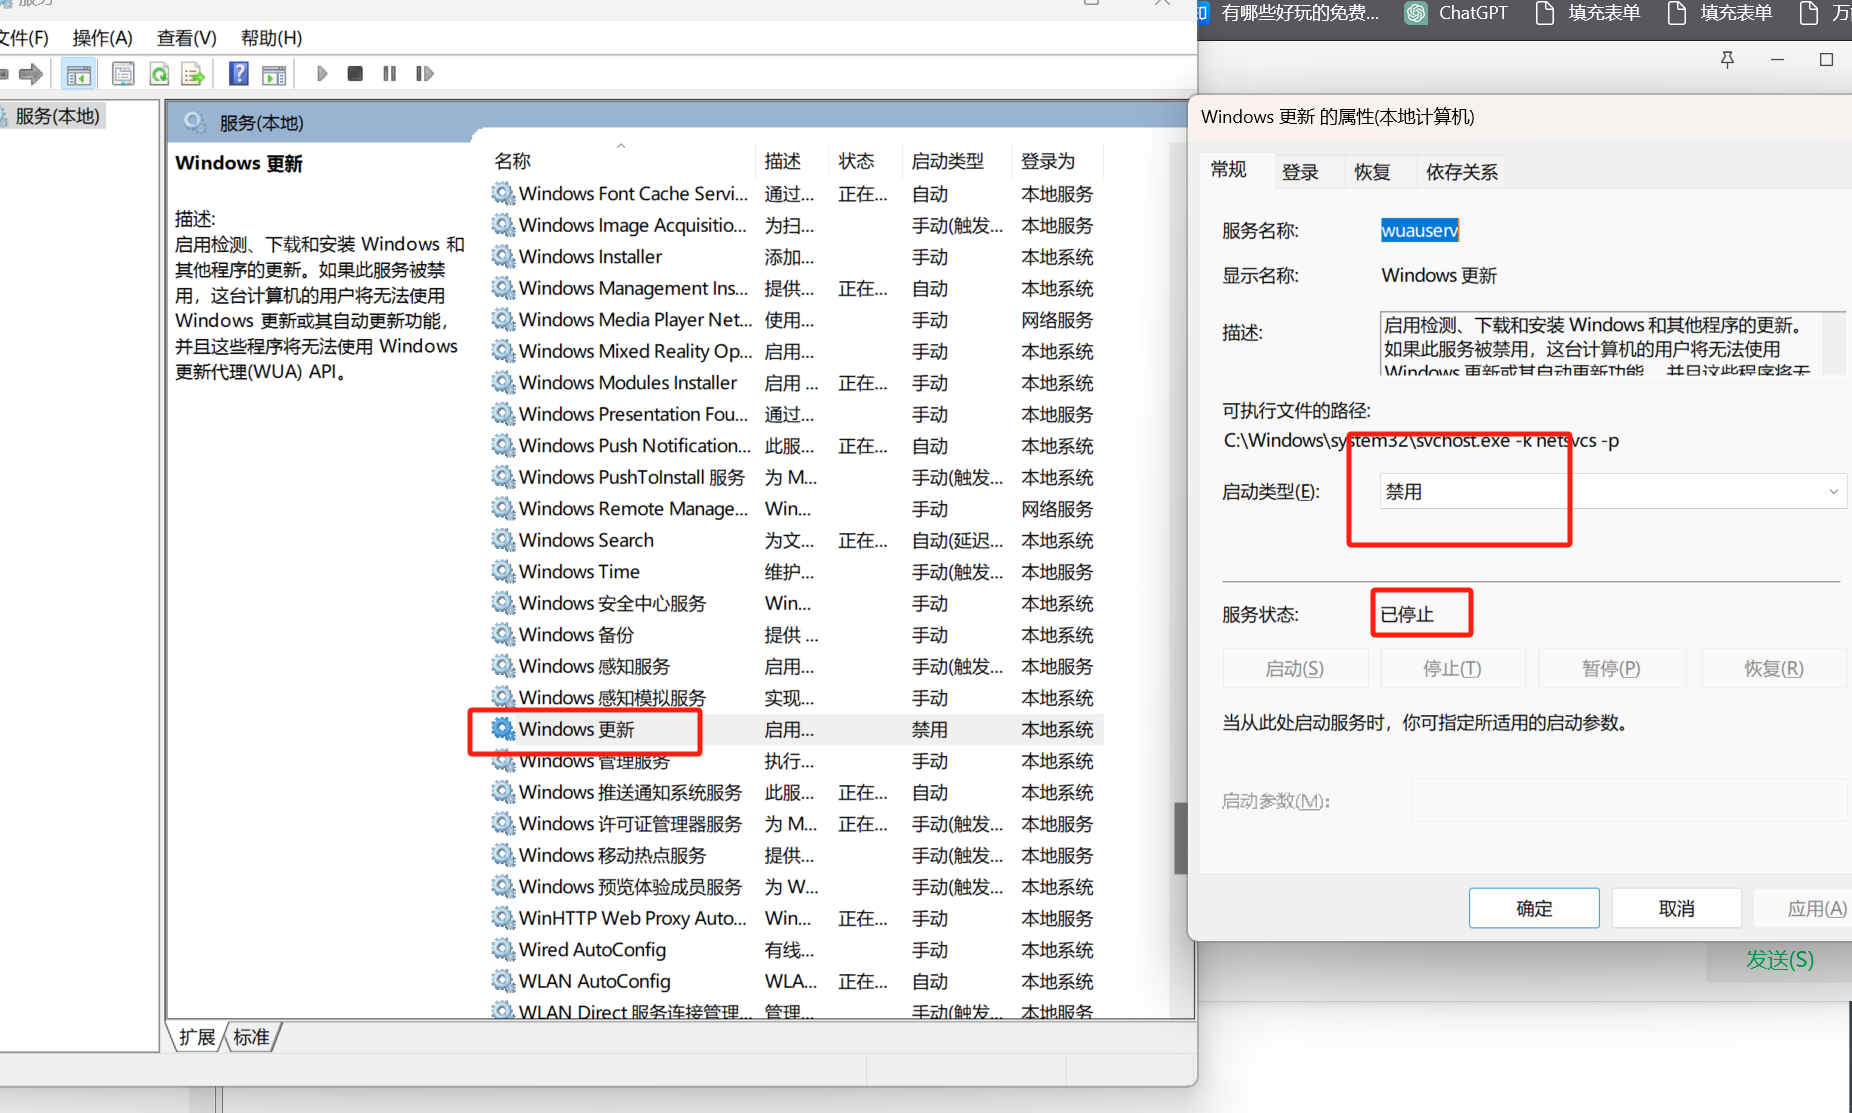 服务
有哪些好玩的免费... ChatGPT 填充表单 填充表单 万
文件(F) 操作(A) 查看(V) 帮助(H)
服务(本地)
服务(本地)
Windows 更新
描述:
启用检测、下载和安装 Windows 和
其他程序的更新。如果此服务被禁
用，这台计算机的用户将无法使用
Windows 更新或其自动更新功能，
并且这些程序将无法使用 Windows
更新代理(WUA) API。
名称 描述 状态 启动类型 登录为
Windows Font Cache Servi... 通过... 正在... 自动 本地服务
Windows Image Acquisitio... 为扫... 手动(触发... 本地服务
Windows Installer 添加... 手动 本地系统
Windows Management Ins... 提供... 正在... 自动 本地系统
Windows Media Player Net... 使用... 手动 网络服务
Windows Mixed Reality Op... 启用... 手动 本地系统
Windows Modules Installer 启用 ... 正在... 手动 本地系统
Windows Presentation Fou... 通过... 手动 本地服务
Windows Push Notification... 此服... 正在... 自动 本地系统
Windows PushToInstall 服务 为 M... 手动(触发... 本地系统
Windows Remote Manage... Win... 手动 网络服务
Windows Search 为文... 正在... 自动(延迟... 本地系统
Windows Time 维护... 手动(触发... 本地服务
Windows 安全中心服务 Win... 手动 本地系统
Windows 备份 提供 ... 手动 本地系统
Windows 感知服务 启用... 手动(触发... 本地系统
Windows 感知模拟服务 实现... 手动 本地系统
Windows 更新 启用... 禁用 本地系统
Windows 管理服务 执行... 手动 本地系统
Windows 推送通知系统服务 此服... 正在... 自动 本地系统
Windows 许可证管理器服务 为 M... 正在... 手动(触发... 本地服务
Windows 移动热点服务 提供... 手动(触发... 本地服务
Windows 预览体验成员服务 为 W... 手动(触发... 本地系统
WinHTTP Web Proxy Auto... Win... 正在... 手动 本地服务
Wired AutoConfig 有线... 手动 本地系统
WLAN AutoConfig WLA... 正在... 自动 本地系统
WLAN Direct 服务连接管理... 管理... 手动(触发... 本地服务
扩展 标准
Windows 更新 的属性(本地计算机)
常规 登录 恢复 依存关系
服务名称: wuauserv
显示名称: Windows 更新
描述: 启用检测、下载和安装 Windows 和其他程序的更新。
如果此服务被禁用，这台计算机的用户将无法使用
Windows 更新或其自动更新功能，并且这些程序将无
可执行文件的路径:
C:\Windows\system32\svchost.exe -k netsvcs -p
启动类型(E): 禁用
服务状态: 已停止
启动(S) 停止(T) 暂停(P) 恢复(R)
当从此处启动服务时，你可指定所适用的启动参数。
启动参数(M):
确定 取消 应用(A)
发送(S)